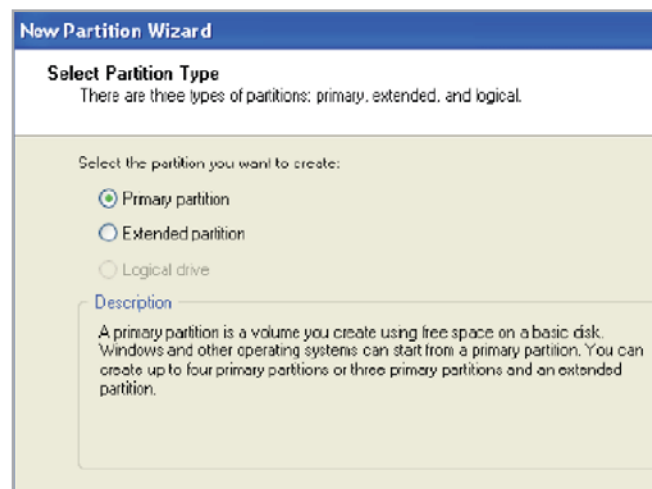 New Partition Wizard
Select Partition Type
There are three types of partitions: primary, extended, and logical.
Select the partition you want to create:
Primary partition
Extended partition
Logical drive
Description
A primary partition is a volume you create using free space on a basic disk.
Windows and other operating systems can start from a primary partition. You can
create up to four primary partitions or three primary partitions and an extended
partition.